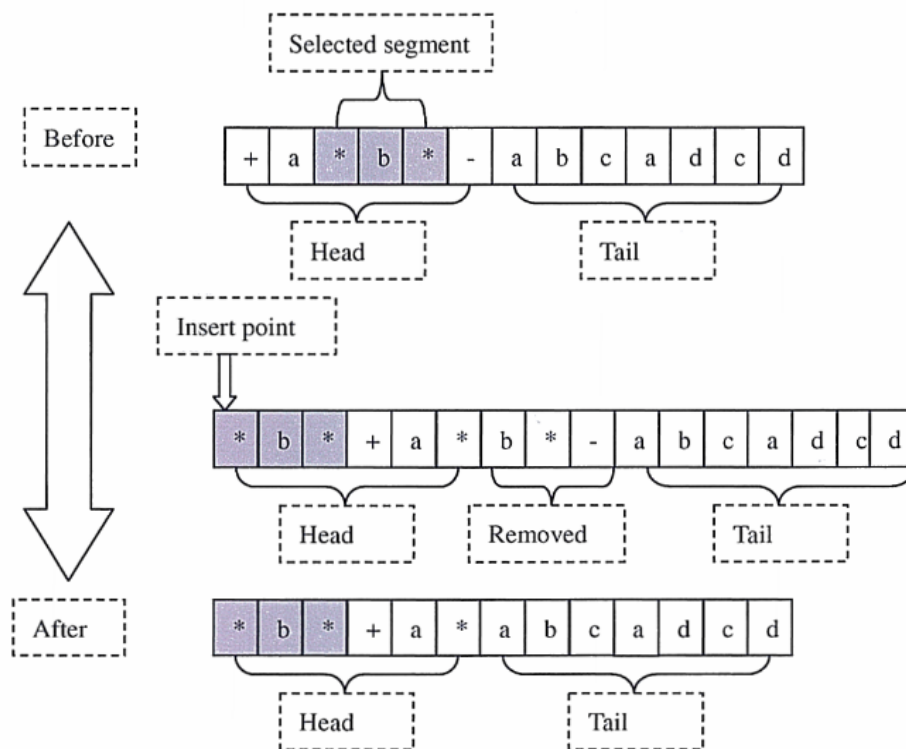 Selected segment
Before
+ a * b * - a b c a d c d
Head
Tail
Insert point
* b * + a * b * - a b c a d c d
Head
Removed
Tail
After
* b * + a * a b c a d c d
Head
Tail